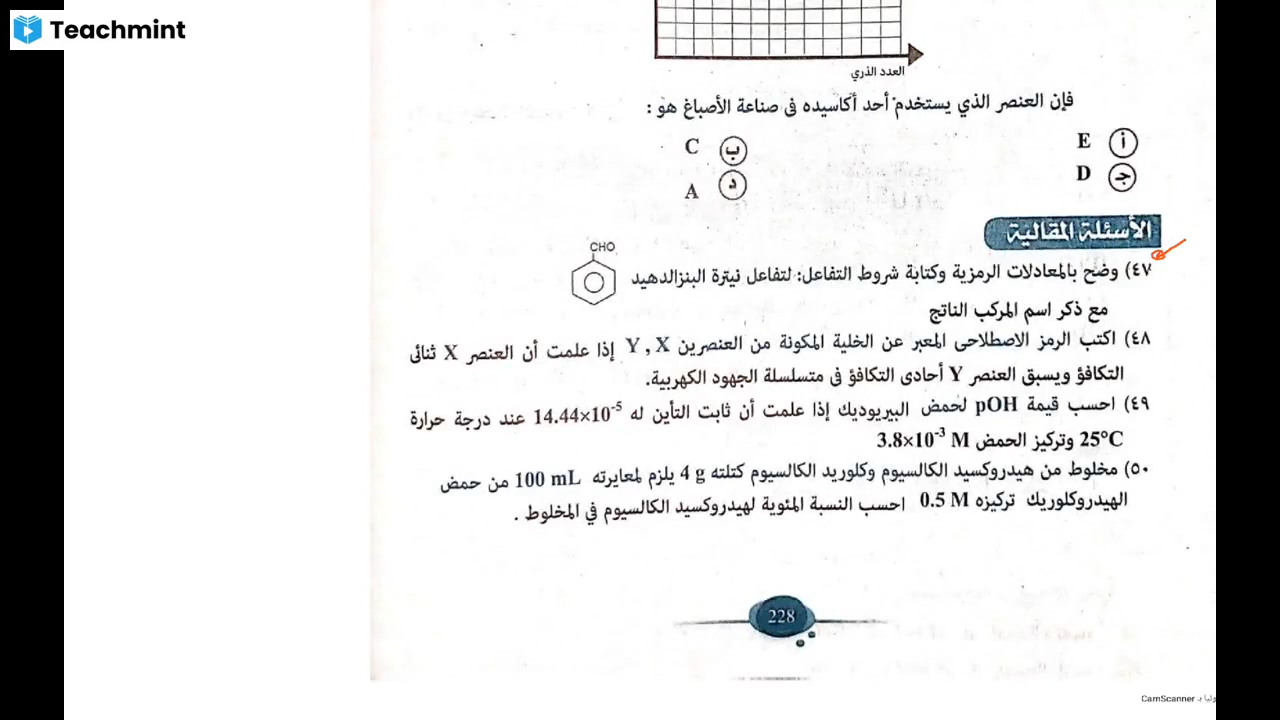 Teachmint
العدد الذري
فإن العنصر الذي يستخدم أحد أكاسيده فى صناعة الأصباغ هو :
أ E
ب C
ج D
د A
الأسئلة المقالية
٤٧) وضح بالمعادلات الرمزية وكتابة شروط التفاعل: لتفاعل نيترة البنزالدهيد
CHO
مع ذكر اسم المركب الناتج
٤٨) اكتب الرمز الاصطلاحى المعبر عن الخلية المكونة من العنصرين Y , X إذا علمت أن العنصر X ثنائى
التكافؤ ويسبق العنصر Y أحادى التكافؤ فى متسلسلة الجهود الكهربية.
٤٩) احسب قيمة pOH لحمض البيريوديك إذا علمت أن ثابت التأين له 14.44×10⁻⁵ عند درجة حرارة
25°C وتركيز الحمض 3.8×10⁻³ M
٥٠) مخلوط من هيدروكسيد الكالسيوم وكلوريد الكالسيوم كتلته 4 g يلزم لمعايرته 100 mL من حمض
الهيدروكلوريك تركيزه 0.5 M احسب النسبة المئوية لهيدروكسيد الكالسيوم في المخلوط .
228
CamScanner